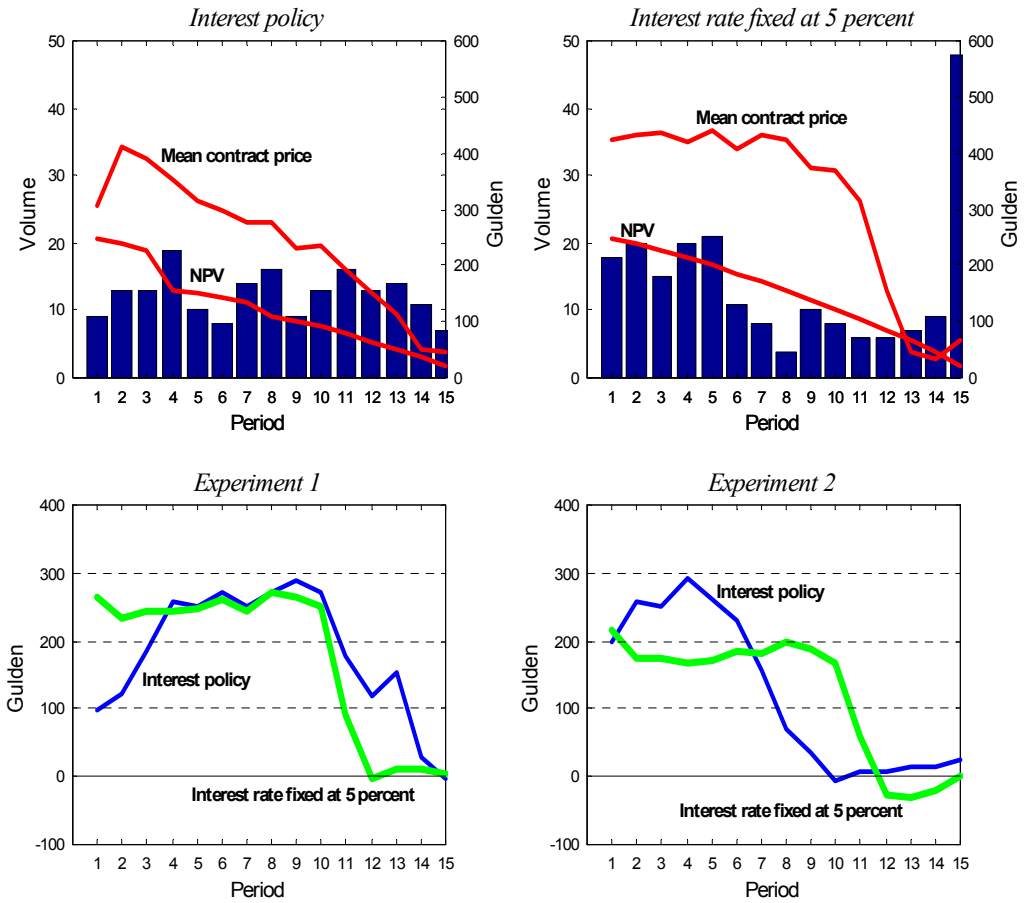 Interest policy
50
40
30
20
10
0
Volume
600
500
400
300
200
100
0
Gulden
Mean contract price
NPV
1 2 3 4 5 6 7 8 9 10 11 12 13 14 15
Period
Interest rate fixed at 5 percent
50
40
30
20
10
0
Volume
600
500
400
300
200
100
0
Gulden
Mean contract price
NPV
1 2 3 4 5 6 7 8 9 10 11 12 13 14 15
Period
Experiment 1
400
300
200
100
0
-100
Gulden
Interest policy
Interest rate fixed at 5 percent
1 2 3 4 5 6 7 8 9 10 11 12 13 14 15
Period
Experiment 2
400
300
200
100
0
-100
Gulden
Interest policy
Interest rate fixed at 5 percent
1 2 3 4 5 6 7 8 9 10 11 12 13 14 15
Period